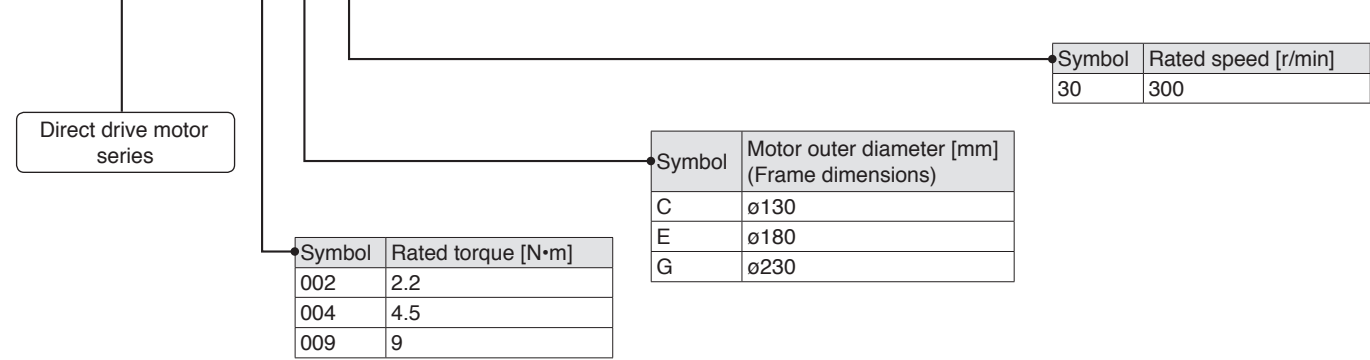 Symbol Rated speed [r/min]
30 300
Direct drive motor
series
Symbol Motor outer diameter [mm]
(Frame dimensions)
C ø130
E ø180
G ø230
Symbol Rated torque [N•m]
002 2.2
004 4.5
009 9